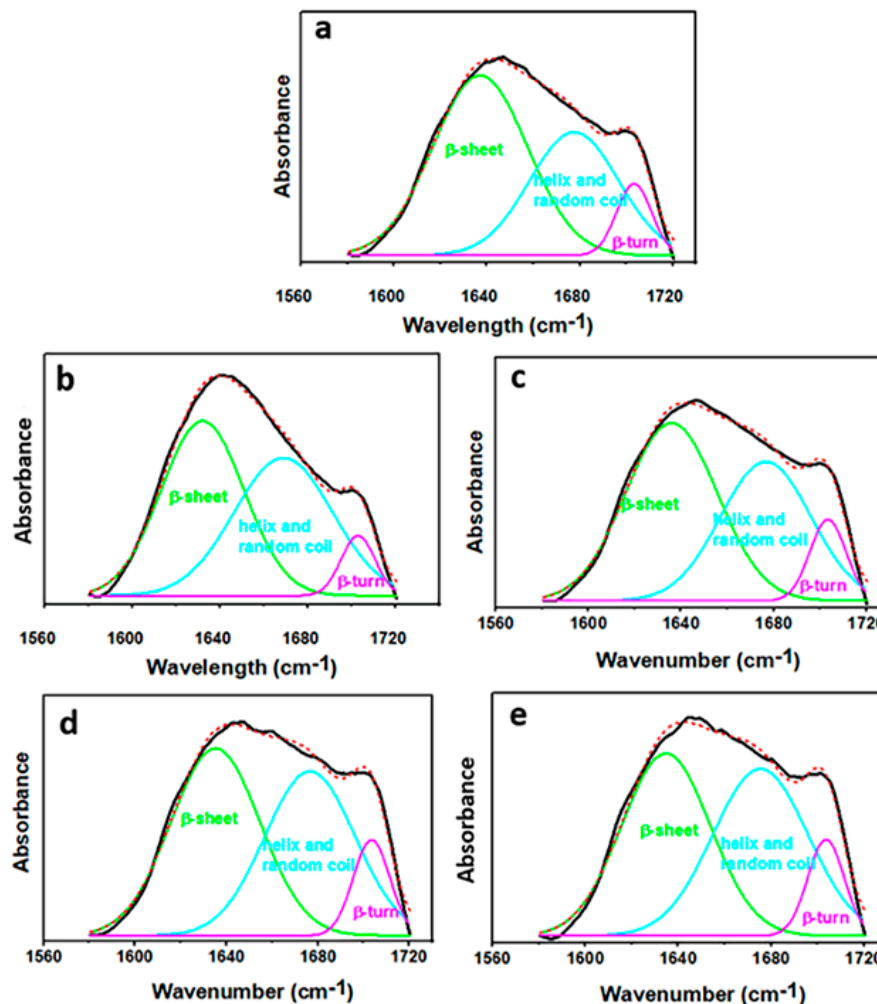 a
Absorbance
β-sheet
helix and
random coil
β-turn
1560 1600 1640 1680 1720
Wavelength (cm-1)
b
Absorbance
β-sheet
helix and
random coil
β-turn
1560 1600 1640 1680 1720
Wavelength (cm-1)
c
Absorbance
β-sheet
helix and
random coil
β-turn
1560 1600 1640 1680 1720
Wavenumber (cm-1)
d
Absorbance
β-sheet
helix and
random coil
β-turn
1560 1600 1640 1680 1720
Wavenumber (cm-1)
e
Absorbance
β-sheet
helix and
random coil
β-turn
1560 1600 1640 1680 1720
Wavenumber (cm-1)